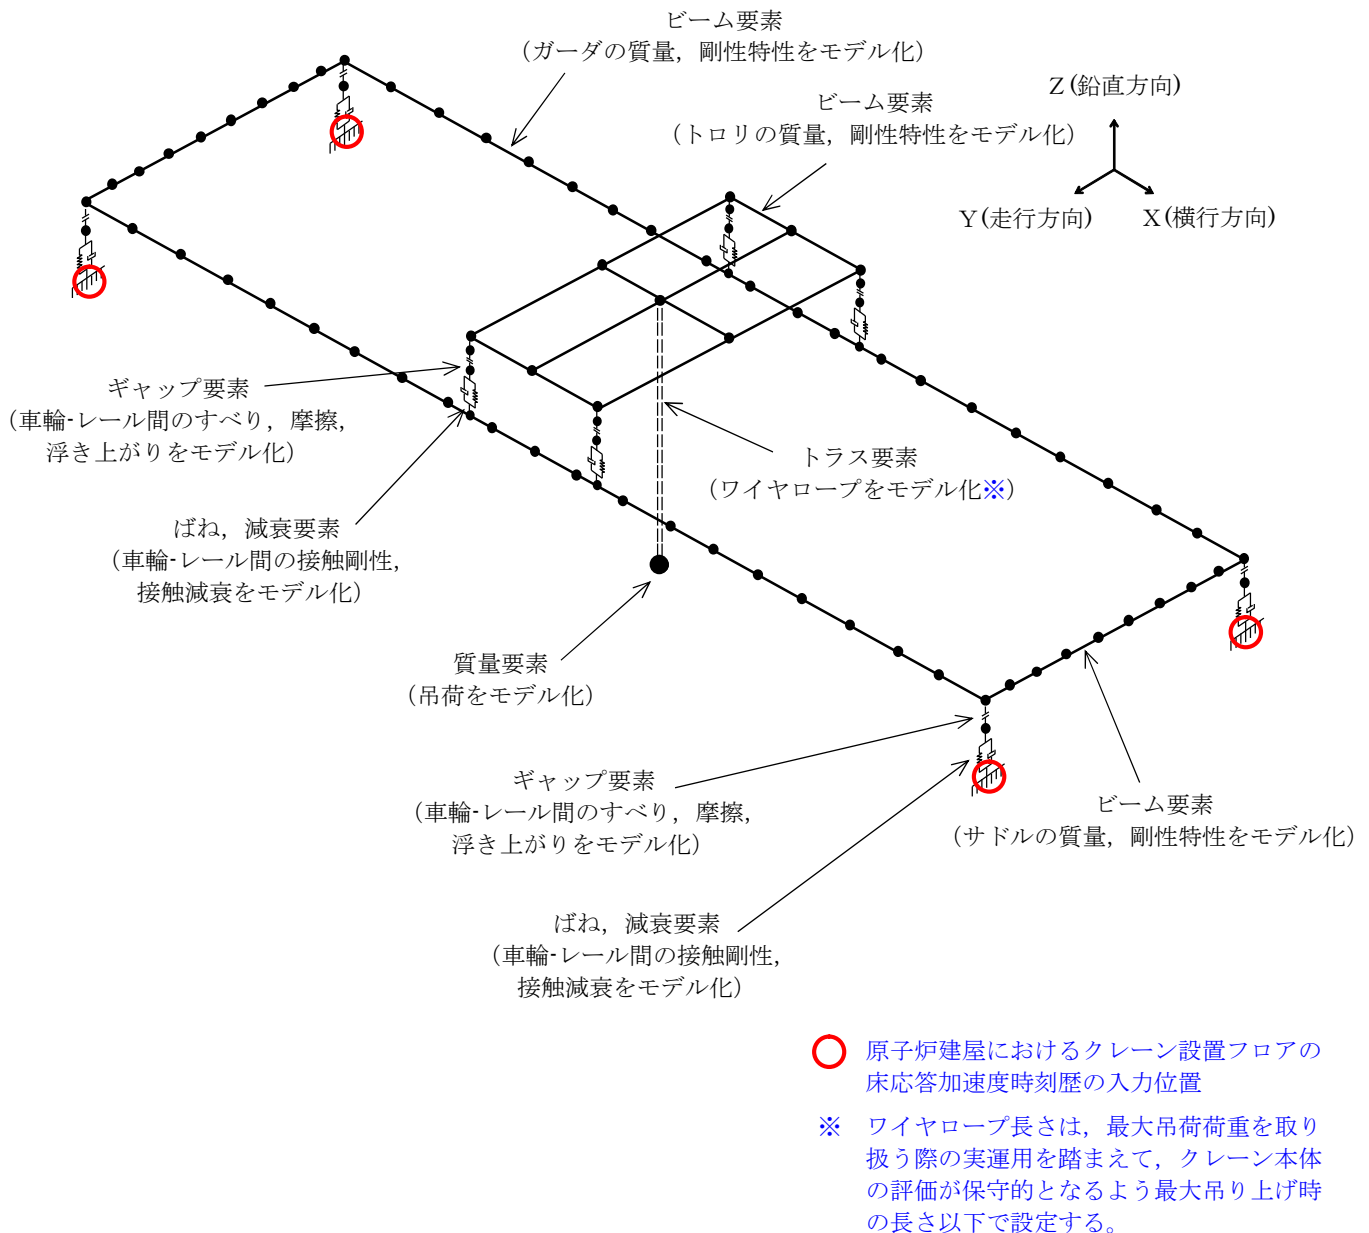 ビーム要素
（ガーダの質量，剛性特性をモデル化）
Z(鉛直方向)
ビーム要素
（トロリの質量，剛性特性をモデル化）
Y(走行方向)
X(横行方向)
ギャップ要素
（車輪-レール間のすべり，摩擦，
浮き上がりをモデル化）
トラス要素
（ワイヤロープをモデル化※）
ばね，減衰要素
（車輪-レール間の接触剛性，
接触減衰をモデル化）
質量要素
（吊荷をモデル化）
ギャップ要素
（車輪-レール間のすべり，摩擦，
浮き上がりをモデル化）
ビーム要素
（サドルの質量，剛性特性をモデル化）
ばね，減衰要素
（車輪-レール間の接触剛性，
接触減衰をモデル化）
原子炉建屋におけるクレーン設置フロアの
床応答加速度時刻歴の入力位置
※ ワイヤロープ長さは，最大吊荷荷重を取り
扱う際の実運用を踏まえて，クレーン本体
の評価が保守的となるよう最大吊り上げ時
の長さ以下で設定する。